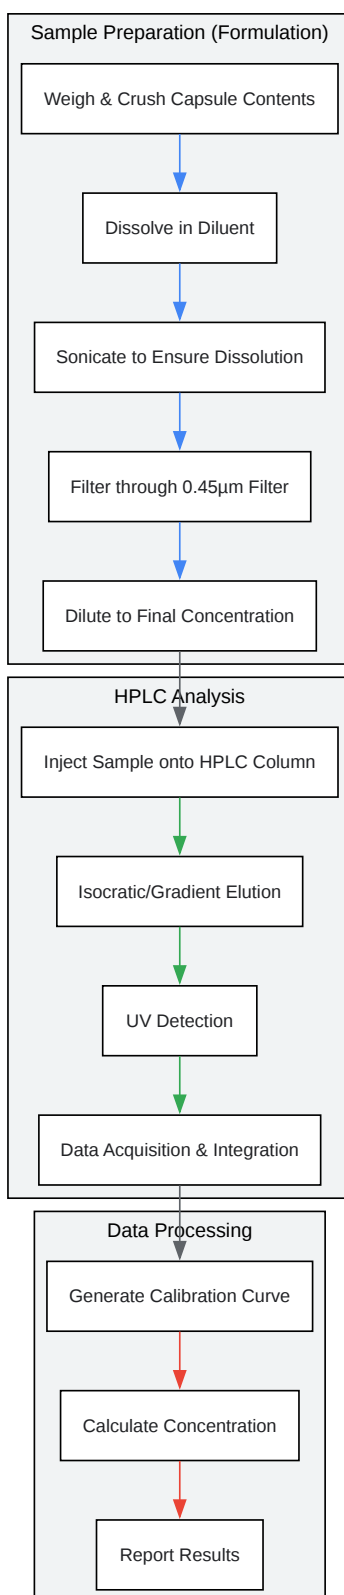 Sample Preparation (Formulation)
Weigh & Crush Capsule Contents
Dissolve in Diluent
Sonicate to Ensure Dissolution
Filter through 0.45µm Filter
Dilute to Final Concentration
HPLC Analysis
Inject Sample onto HPLC Column
Isocratic/Gradient Elution
UV Detection
Data Acquisition & Integration
Data Processing
Generate Calibration Curve
Calculate Concentration
Report Results